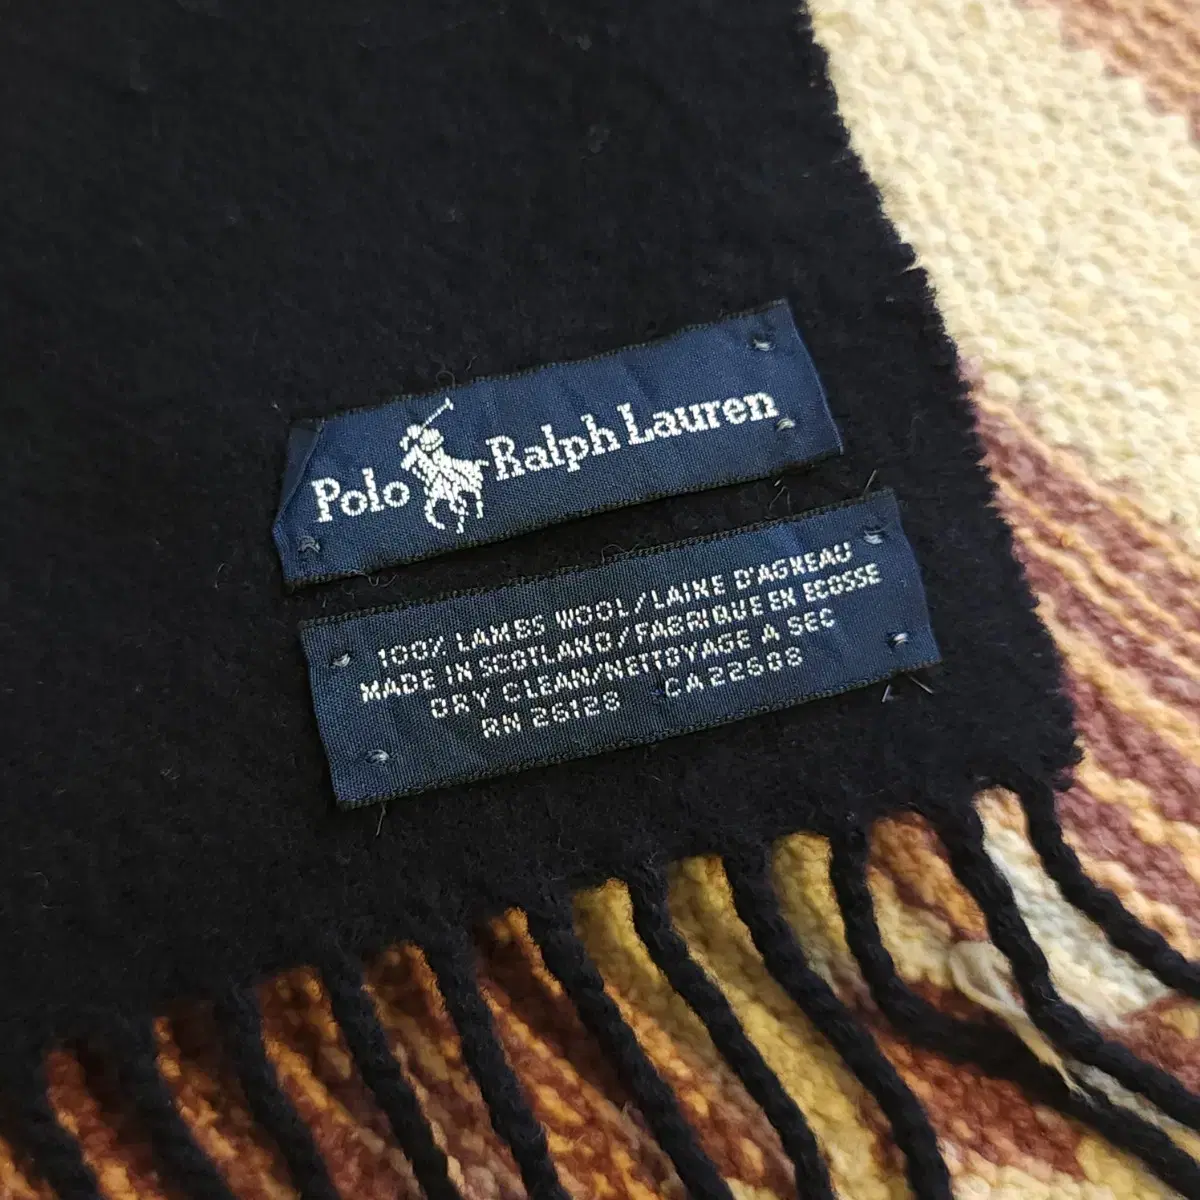 Polo Ralph Lauren
100% LAMBS WOOL/LAINE D'AGNEAU
MADE IN SCOTLAND/FABRIQUE EN ECOSSE
DRY CLEAN/NETTOYAGE A SEC
RN 26128 CA 22608